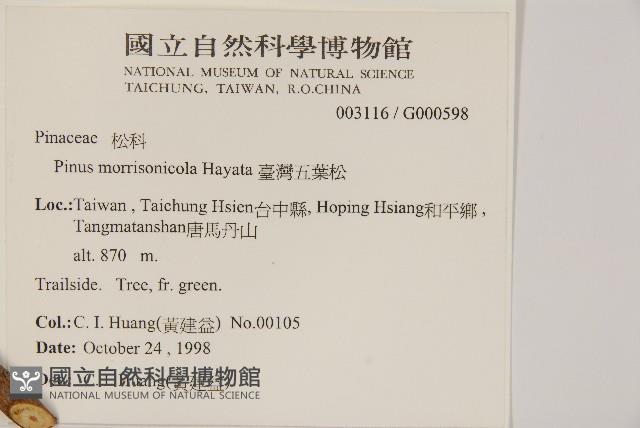 國立自然科學博物館
NATIONAL MUSEUM OF NATURAL SCIENCE
TAICHUNG, TAIWAN, R.O.CHINA
003116 / G000598
Pinaceae 松科
Pinus morrisonicola Hayata 臺灣五葉松
Loc.:Taiwan , Taichung Hsien台中縣, Hoping Hsiang和平鄉 ,
Tangmatanshan唐馬丹山
alt. 870 m.
Trailside. Tree, fr. green.
Col.: C. I. Huang(黃建益) No.00105
Date: October 24 , 1998
國立自然科學博物館
NATIONAL MUSEUM OF NATURAL SCIENCE